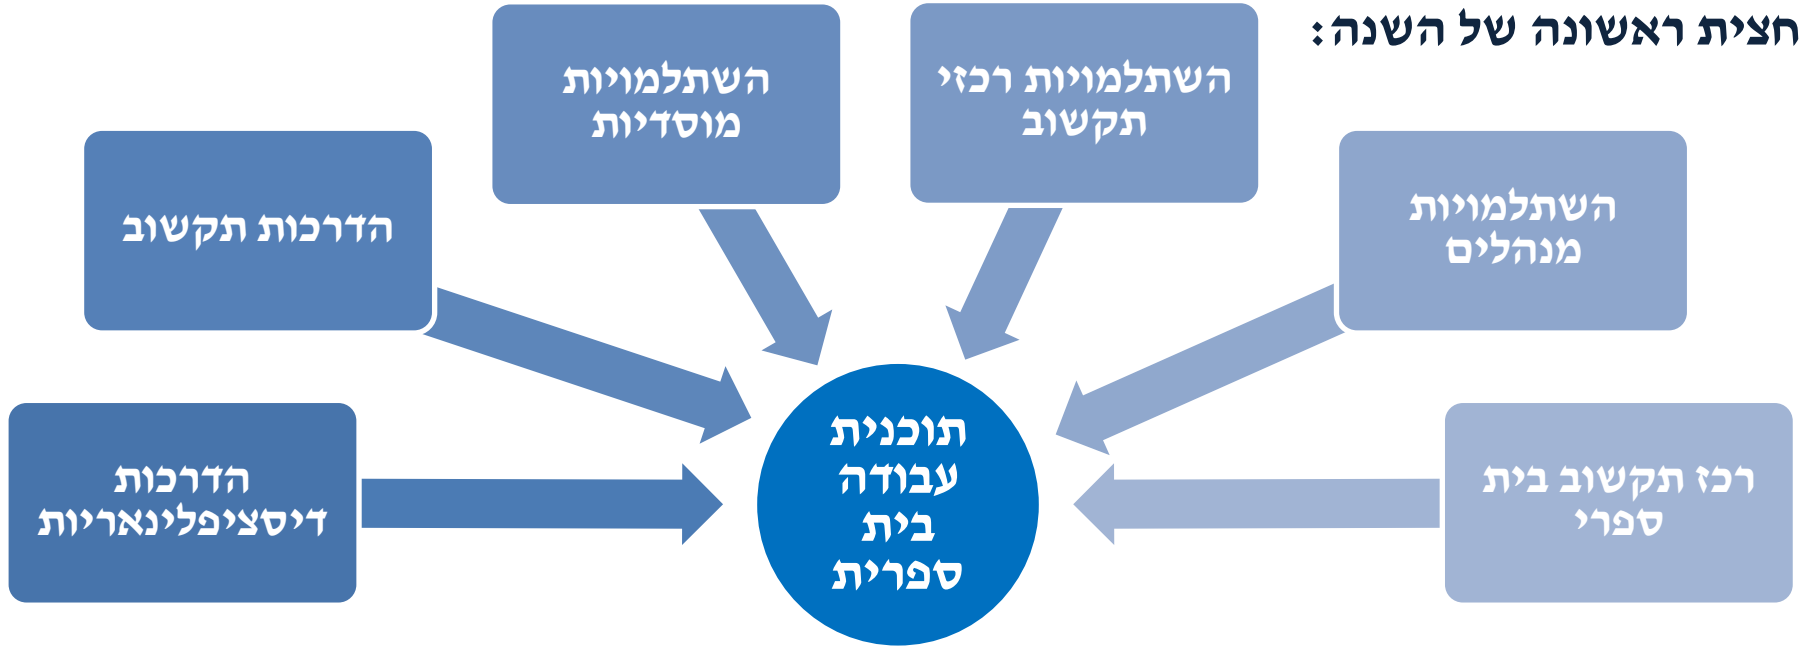 חצית ראשונה של השנה:
רכז תקשוב בית
ספרי
השתלמויות
מנהלים
השתלמויות רכזי
תקשוב
השתלמויות
מוסדיות
הדרכות תקשוב
הדרכות
דיסציפלינאריות
תוכנית
עבודה
בית
ספרית